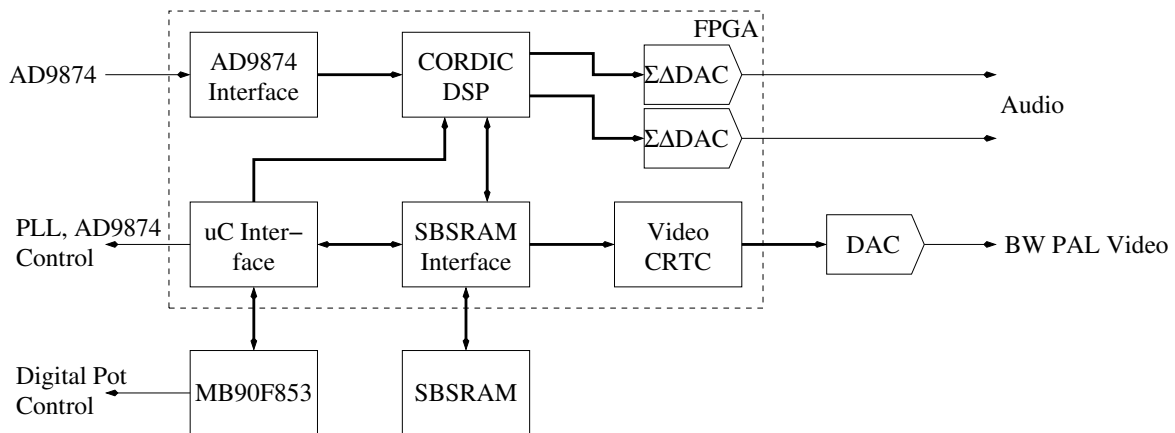 FPGA
AD9874
AD9874
Interface
CORDIC
DSP
ΣΔDAC
ΣΔDAC
Audio
PLL, AD9874
Control
uC Inter−
face
SBSRAM
Interface
Video
CRTC
DAC
BW PAL Video
Digital Pot
Control
MB90F853
SBSRAM